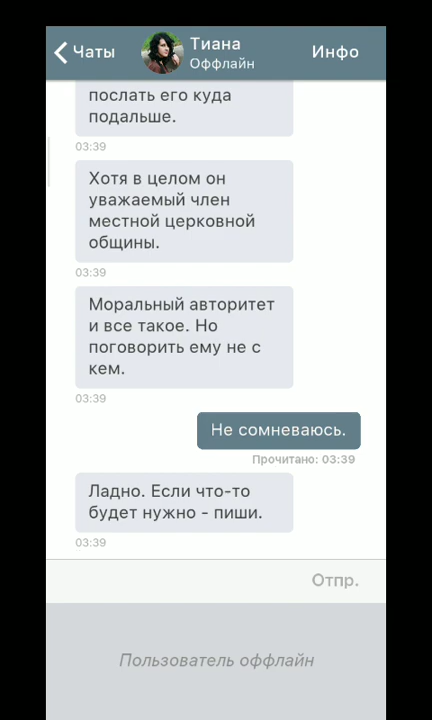 Чаты
Тиана
Оффлайн
Инфо
послать его куда
подальше.
03:39
Хотя в целом он
уважаемый член
местной церковной
общины.
03:39
Моральный авторитет
и все такое. Но
поговорить ему не с
кем.
03:39
Не сомневаюсь.
Прочитано: 03:39
Ладно. Если что-то
будет нужно - пиши.
03:39
Отпр.
Пользователь оффлайн